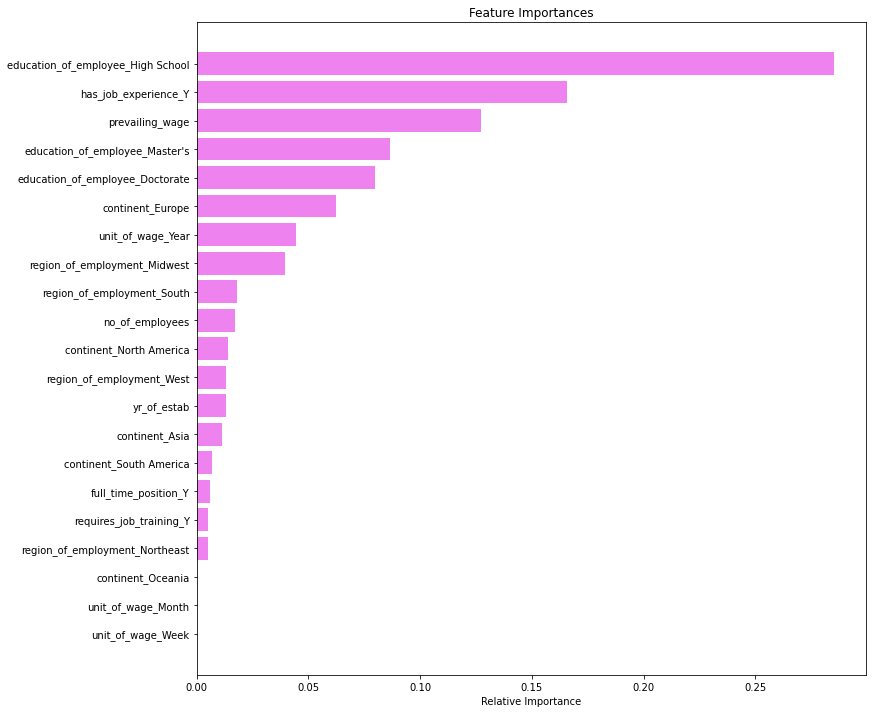 Feature Importances
education_of_employee_High School
has_job_experience_Y
prevailing_wage
education_of_employee_Master's
education_of_employee_Doctorate
continent_Europe
unit_of_wage_Year
region_of_employment_Midwest
region_of_employment_South
no_of_employees
continent_North America
region_of_employment_West
yr_of_estab
continent_Asia
continent_South America
full_time_position_Y
requires_job_training_Y
region_of_employment_Northeast
continent_Oceania
unit_of_wage_Month
unit_of_wage_Week
0.00 0.05 0.10 0.15 0.20 0.25
Relative Importance